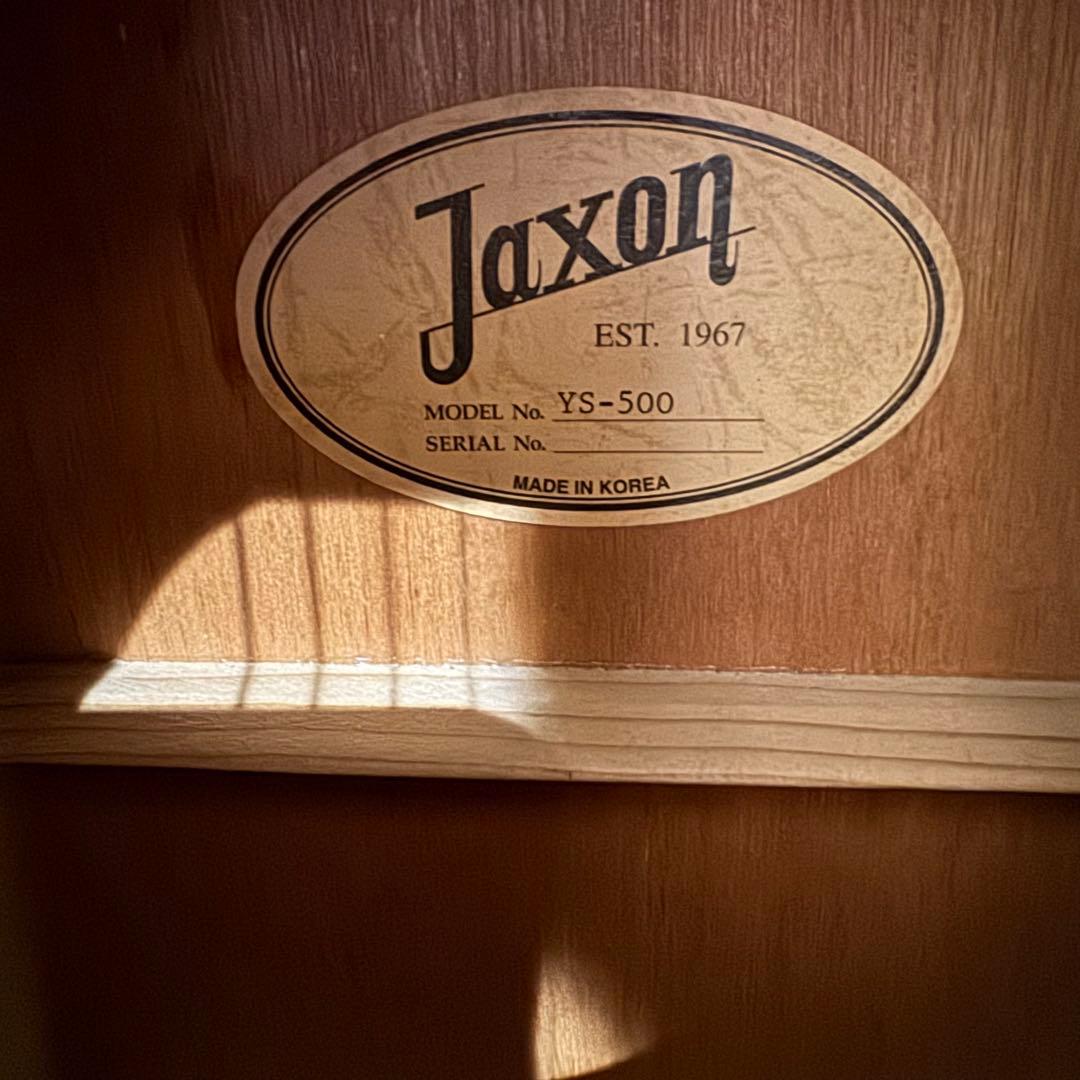 Jaxon
EST. 1967
MODEL No. YS-500
SERIAL No.
MADE IN KOREA